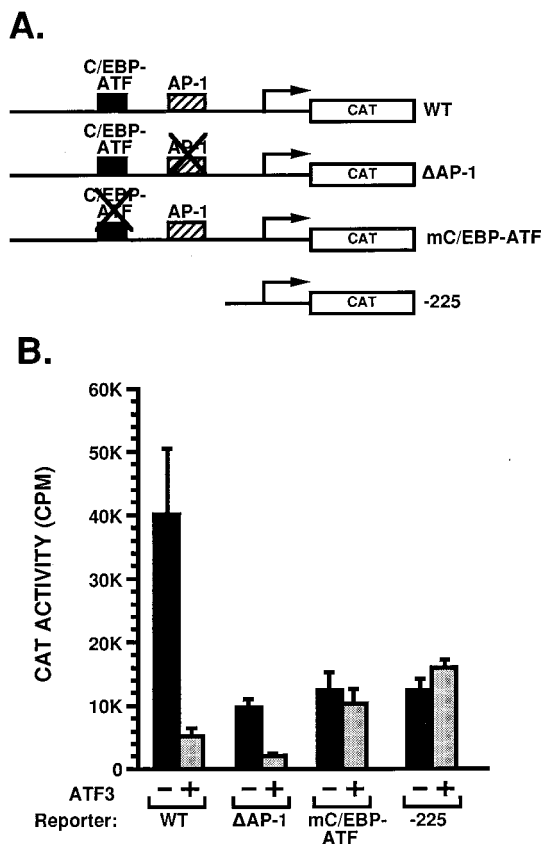 A.
C/EBP-
ATF AP-1
CAT WT
C/EBP-
ATF AP-1
CAT ΔAP-1
C/EBP-
ATF AP-1
CAT mC/EBP-ATF
CAT -225
B.
60K
50K
40K
30K
20K
10K
0
CAT ACTIVITY (CPM)
ATF3 − + − + − + − +
Reporter: WT ΔAP-1 mC/EBP- -225
ATF